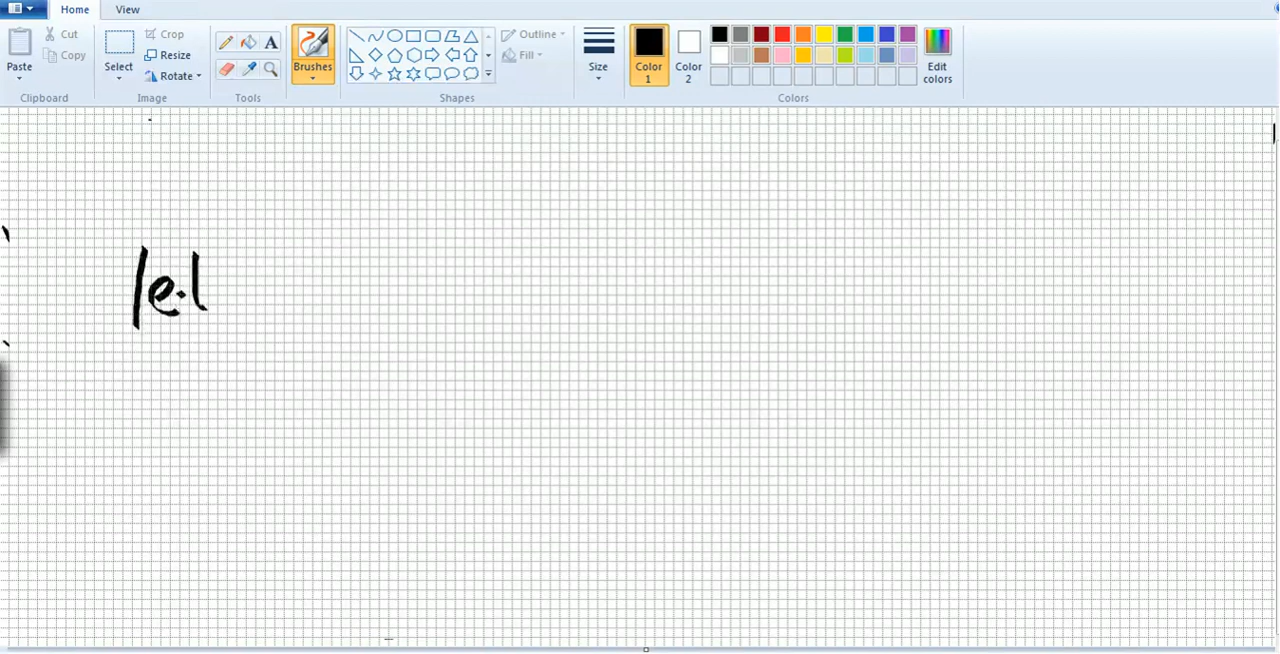 Home View
Cut
Copy
Paste
Clipboard
Select
Crop
Resize
Rotate
Image
Tools
Brushes
Shapes
Outline
Fill
Size
Color 1
Color 2
Edit colors
Colors
le.l